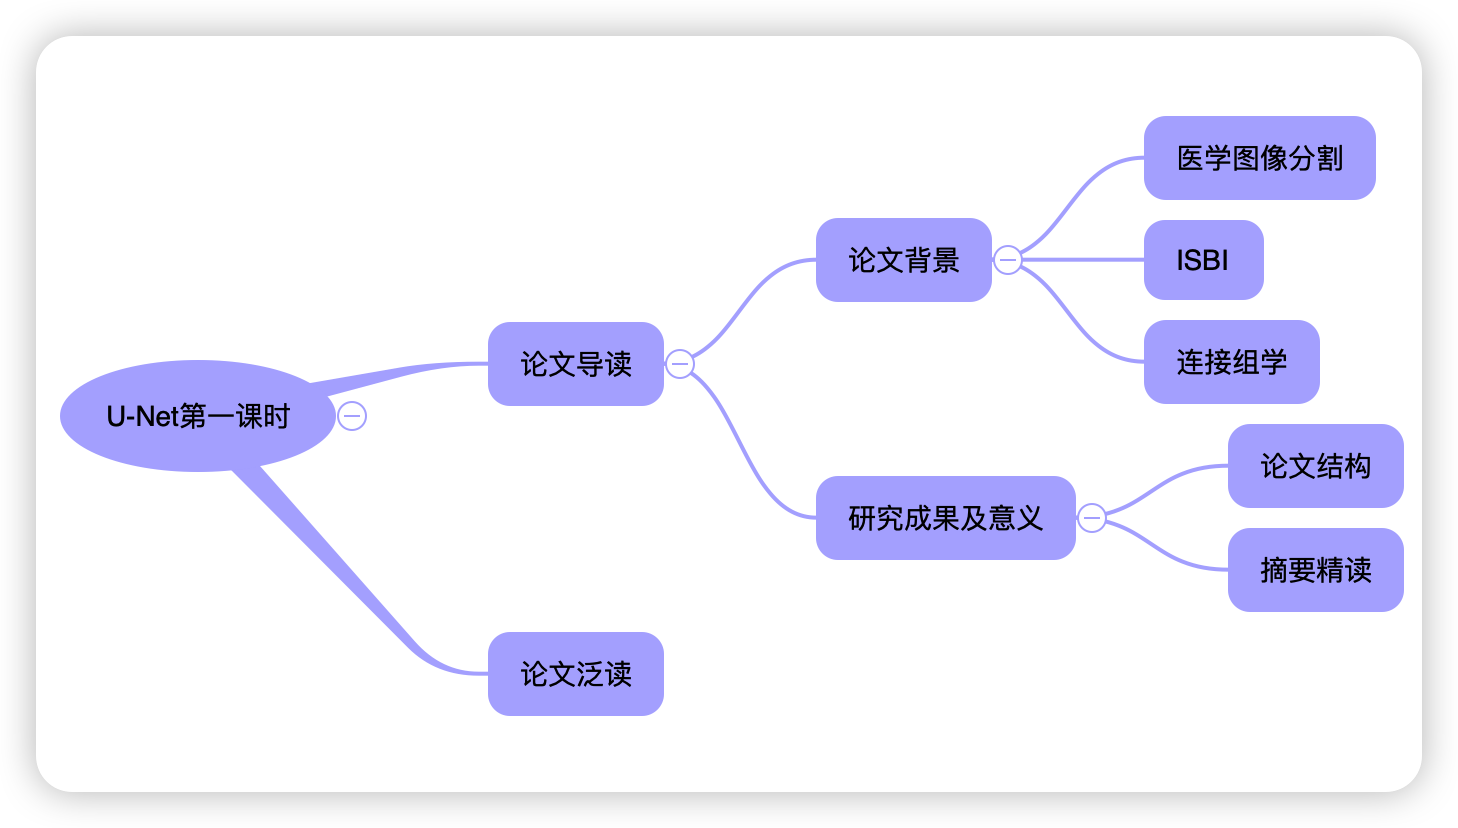 U-Net第一课时
论文导读
论文背景
医学图像分割
ISBI
连接组学
研究成果及意义
论文结构
摘要精读
论文泛读